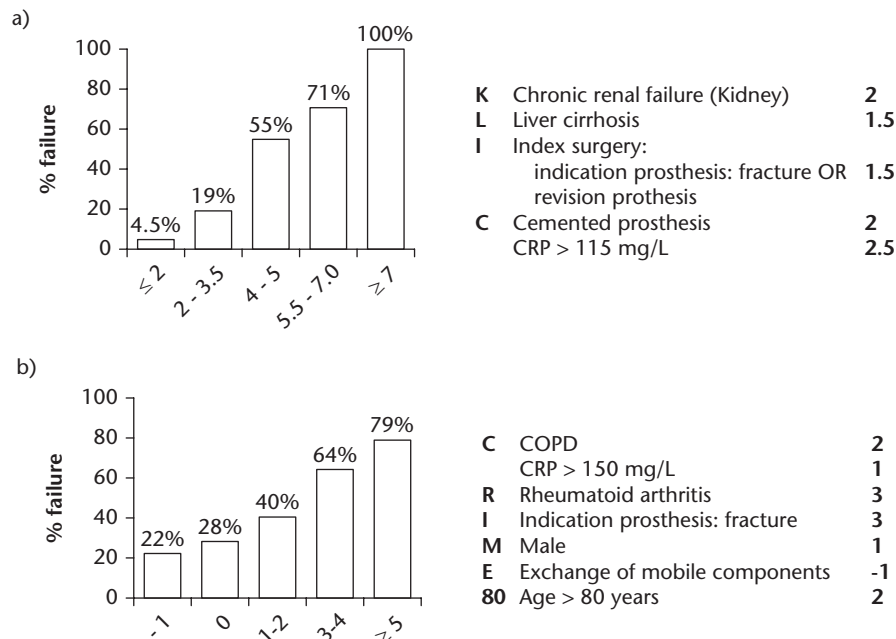 a)
% failure
100
80
60
40
20
0
4.5%
19%
55%
71%
100%
≤ 2
2 - 3.5
4 - 5
5.5 - 7.0
≥ 7
K Chronic renal failure (Kidney) 2
L Liver cirrhosis 1.5
I Index surgery:
indication prosthesis: fracture OR 1.5
revision prothesis
C Cemented prosthesis 2
CRP > 115 mg/L 2.5
b)
% failure
100
80
60
40
20
0
22%
28%
40%
64%
79%
- 1
0
1-2
3-4
≥ 5
C COPD 2
CRP > 150 mg/L 1
R Rheumatoid arthritis 3
I Indication prosthesis: fracture 3
M Male 1
E Exchange of mobile components -1
80 Age > 80 years 2